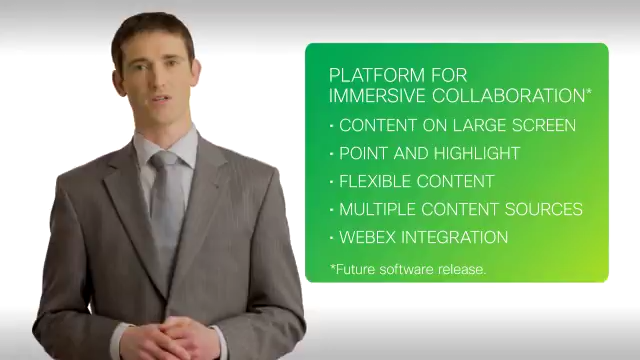 PLATFORM FOR
IMMERSIVE COLLABORATION*
• CONTENT ON LARGE SCREEN
• POINT AND HIGHLIGHT
• FLEXIBLE CONTENT
• MULTIPLE CONTENT SOURCES
• WEBEX INTEGRATION
*Future software release.